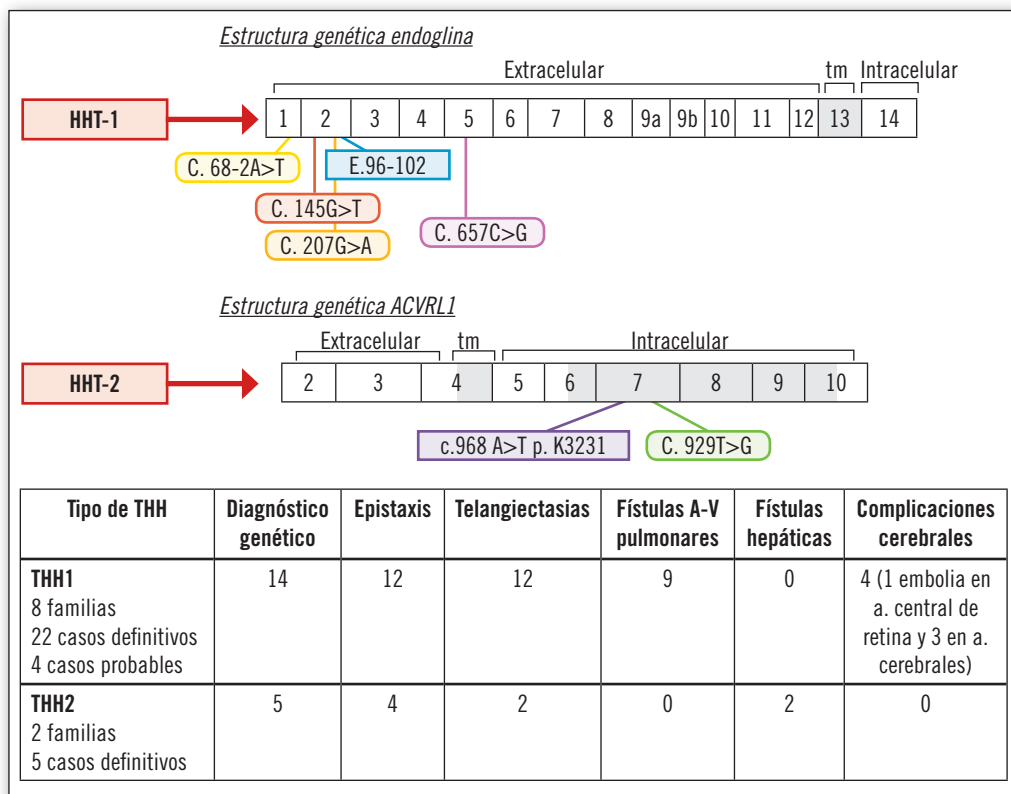 Estructura genética endoglina
Extracelular tm Intracelular
HHT-1
1 2 3 4 5 6 7 8 9a 9b 10 11 12 13 14
C. 68-2A>T
E.96-102
C. 145G>T
C. 207G>A
C. 657C>G
Estructura genética ACVRL1
Extracelular tm Intracelular
HHT-2
2 3 4 5 6 7 8 9 10
c.968 A>T p. K3231
C. 929T>G
Tipo de THH
Diagnóstico
genético
Epistaxis
Telangiectasias
Fístulas A-V
pulmonares
Fístulas
hepáticas
Complicaciones
cerebrales
THH1
8 familias
22 casos definitivos
4 casos probables
14
12
12
9
0
4 (1 embolia en
a. central de
retina y 3 en a.
cerebrales)
THH2
2 familias
5 casos definitivos
5
4
2
0
2
0